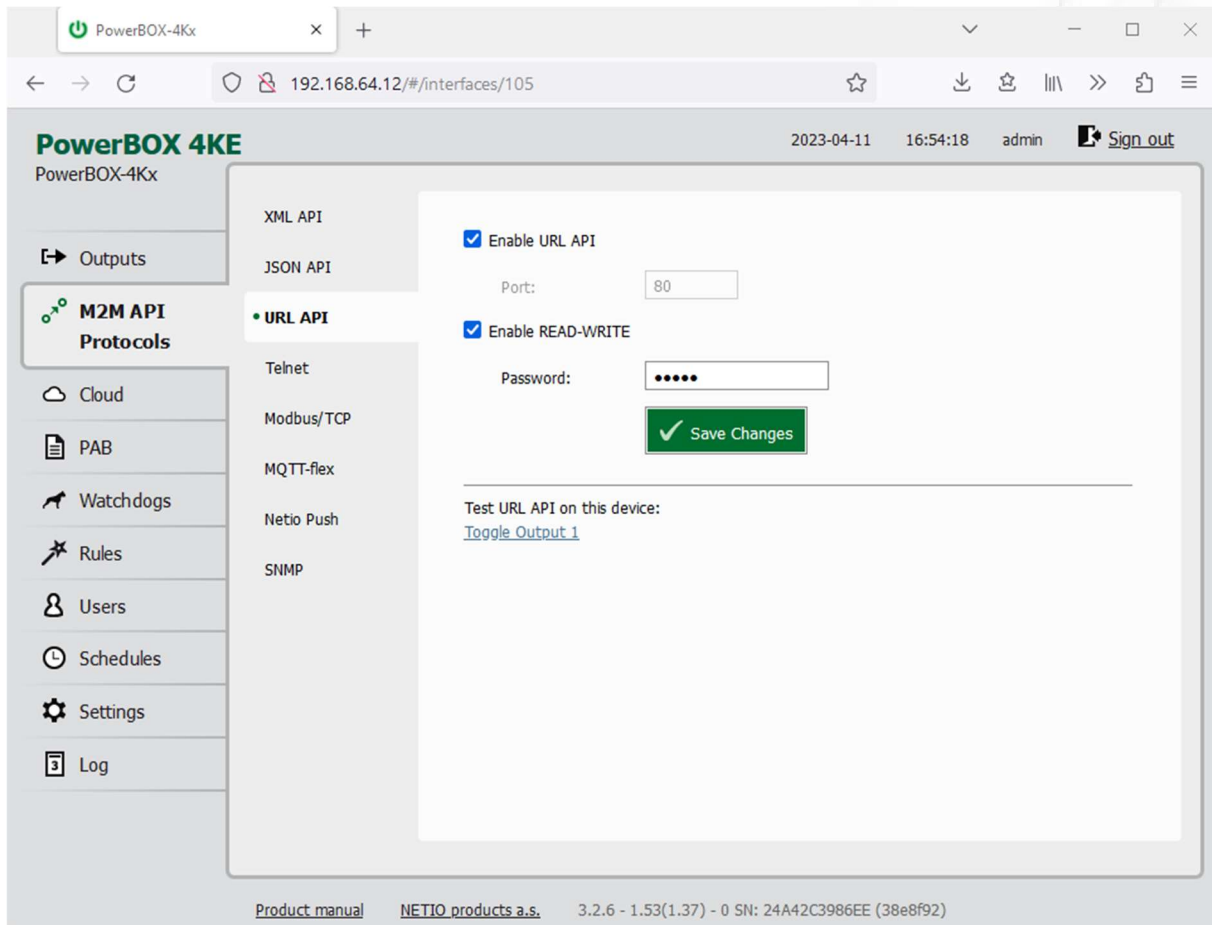 PowerBOX-4Kx
192.168.64.12/#/interfaces/105
PowerBOX 4KE
PowerBOX-4Kx
2023-04-11 16:54:18 admin Sign out
Outputs
M2M API
Protocols
Cloud
PAB
Watchdogs
Rules
Users
Schedules
Settings
3 Log
XML API
JSON API
• URL API
Telnet
Modbus/TCP
MQTT-flex
Netio Push
SNMP
Enable URL API
Port: 80
Enable READ-WRITE
Password: •••••
Save Changes
Test URL API on this device:
Toggle Output 1
Product manual NETIO products a.s. 3.2.6 - 1.53(1.37) - 0 SN: 24A42C3986EE (38e8f92)